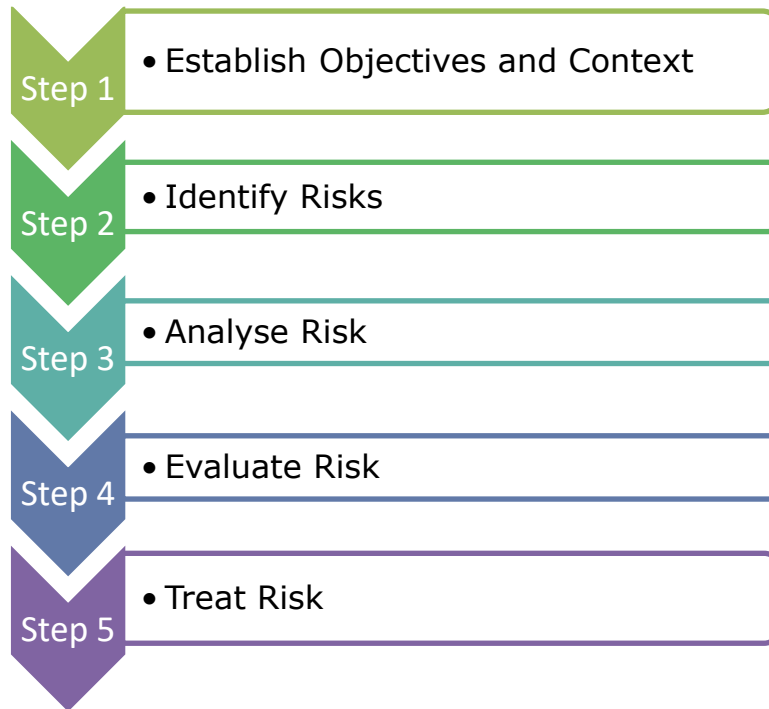 Step 1
• Establish Objectives and Context
Step 2
• Identify Risks
Step 3
• Analyse Risk
Step 4
• Evaluate Risk
Step 5
• Treat Risk